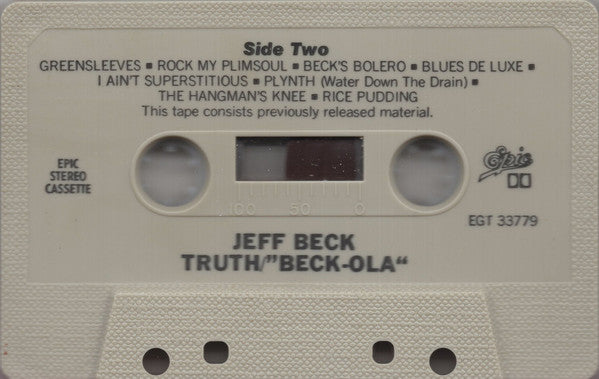 Side Two
GREENSLEEVES ■ ROCK MY PLIMSOUL ■ BECK'S BOLERO ■ BLUES DE LUXE ■
I AIN'T SUPERSTITIOUS ■ PLYNTH (Water Down The Drain) ■
THE HANGMAN'S KNEE ■ RICE PUDDING
This tape consists previously released material.
EPIC
STEREO
CASSETTE
Epic
EGT 33779
100 50 0
JEFF BECK
TRUTH/"BECK-OLA"